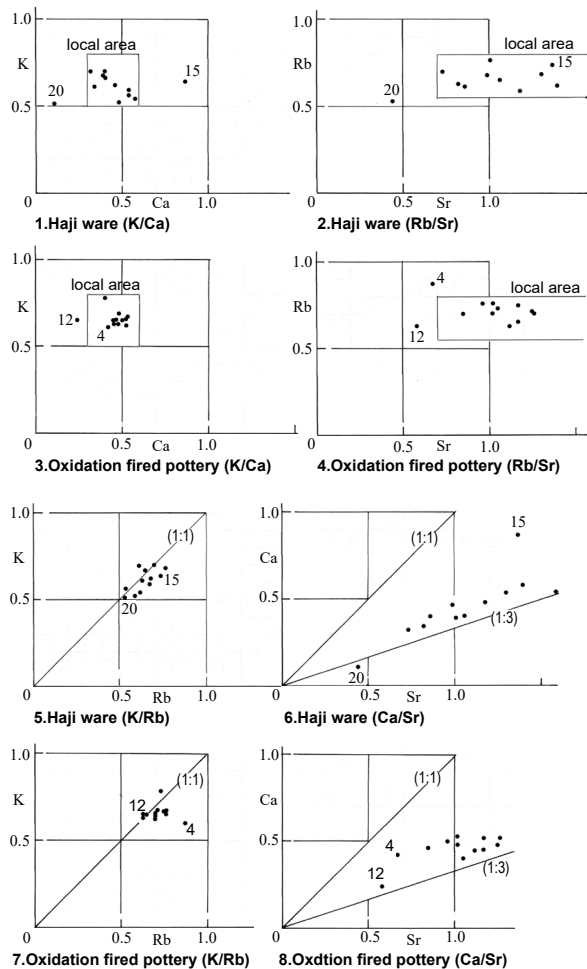 1.0
K
local area
15
20
0.5
0
Ca
0.5
1.0
1.Haji ware (K/Ca)
1.0
Rb
local area
15
20
0.5
0
0.5
Sr
1.0
2.Haji ware (Rb/Sr)
1.0
K
local area
12
4
0.5
0
0.5
Ca
1.0
3.Oxidation fired pottery (K/Ca)
1.0
Rb
4
local area
12
0.5
0
0.5
Sr
1.0
4.Oxidation fired pottery (Rb/Sr)
1.0
K
(1:1)
15
0.5
20
0
0.5
Rb
1.0
5.Haji ware (K/Rb)
1.0
Ca
(1:1)
15
0.5
(1:3)
20
0
0.5
Sr
1.0
6.Haji ware (Ca/Sr)
1.0
K
(1:1)
12
4
0.5
0
0.5
Rb
1.0
7.Oxidation fired pottery (K/Rb)
1.0
Ca
(1:1)
0.5
4
12
(1:3)
0
0.5
Sr
1.0
8.Oxdtion fired pottery (Ca/Sr)